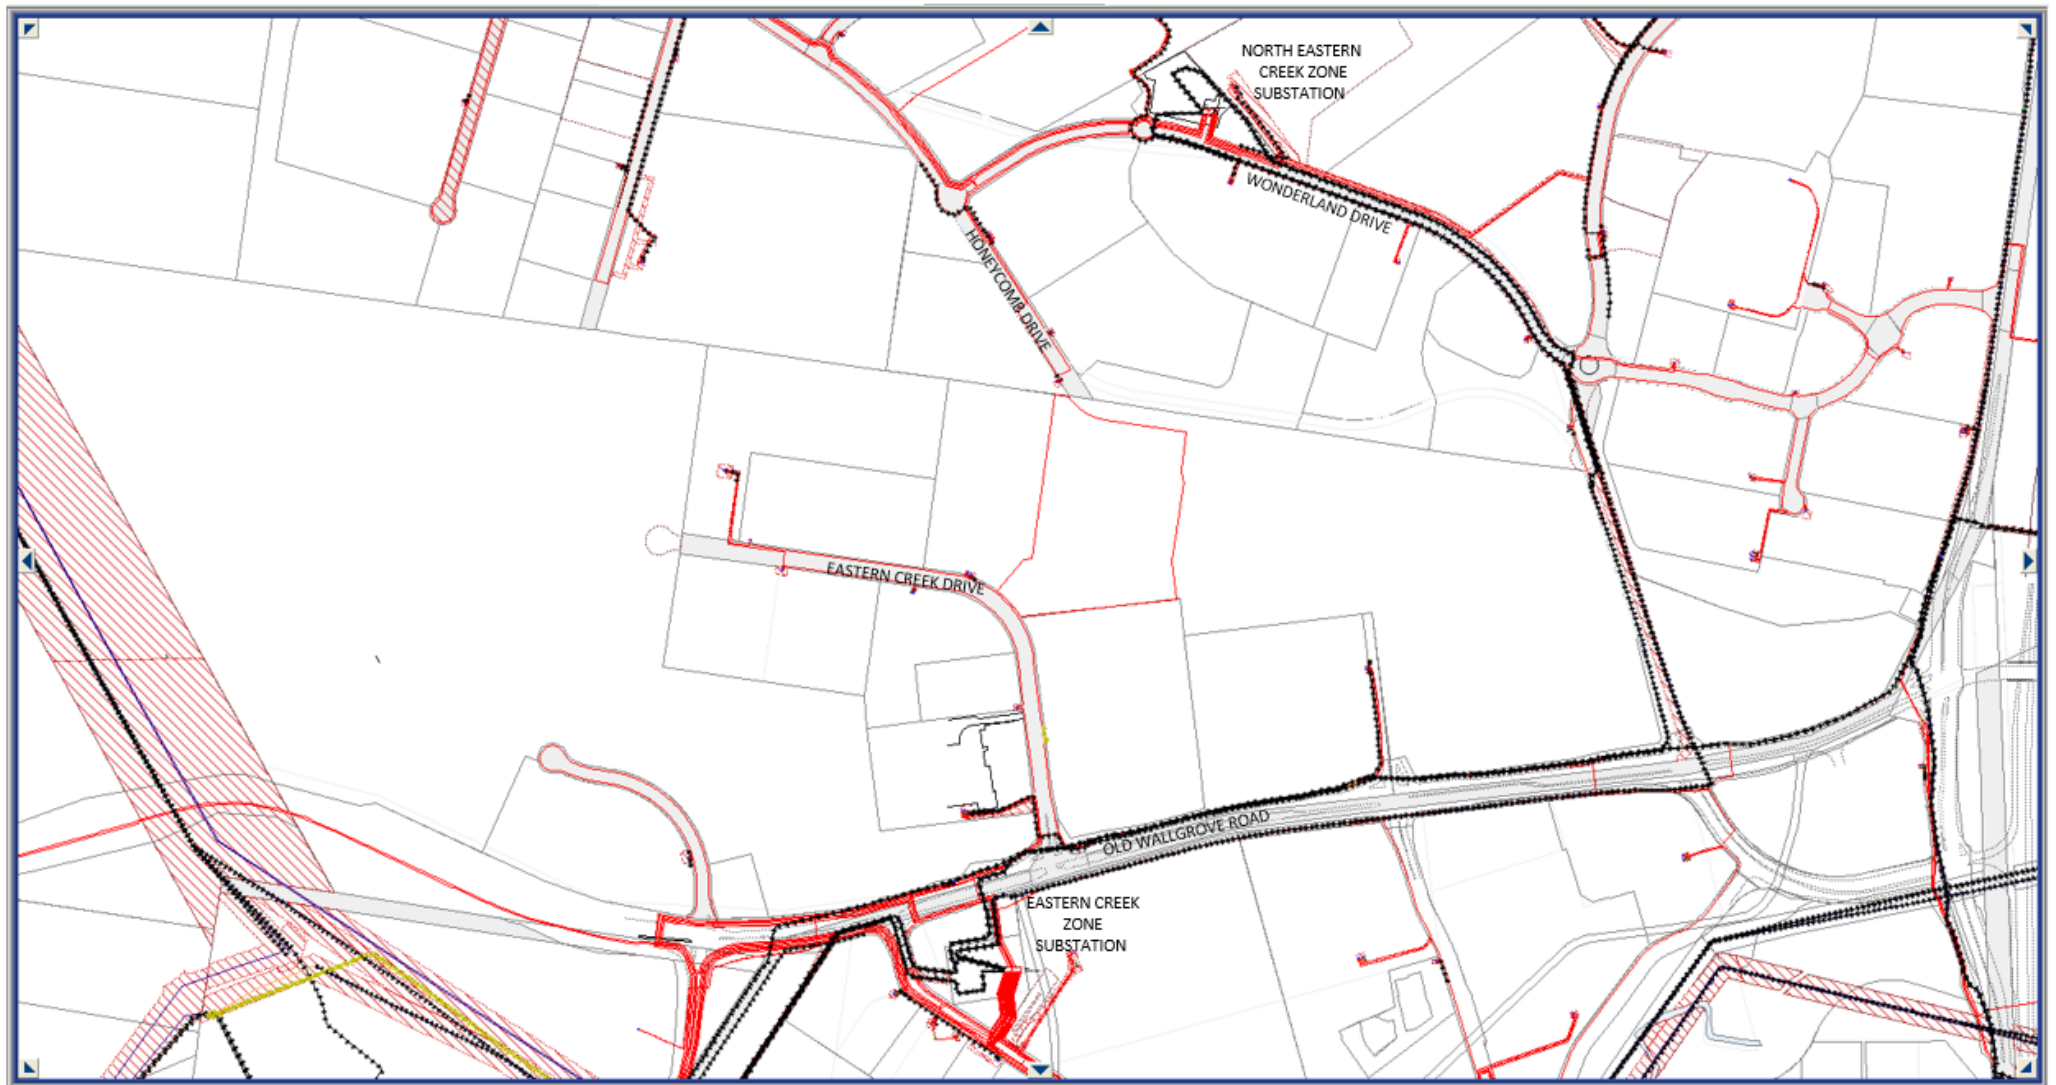 NORTH EASTERN
CREEK ZONE
SUBSTATION
WONDERLAND DRIVE
HONEYCOMB DRIVE
EASTERN CREEK DRIVE
OLD WALLGROVE ROAD
EASTERN CREEK
ZONE
SUBSTATION